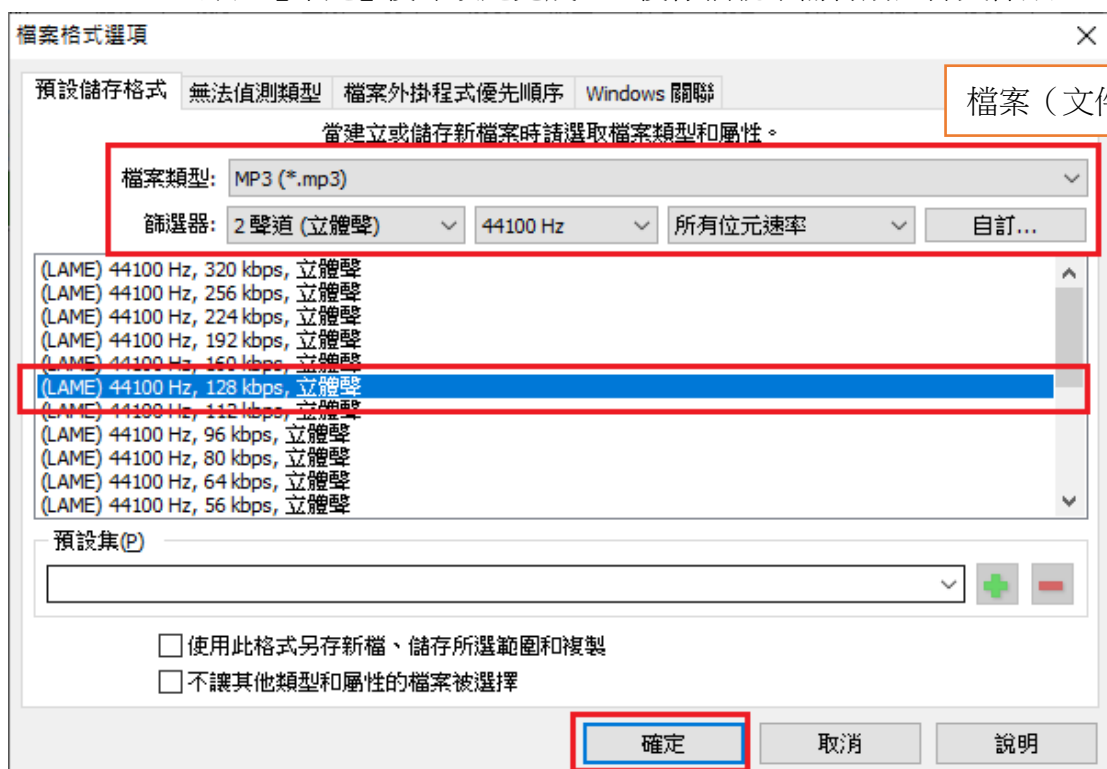 檔案格式選項
預設儲存格式 無法偵測類型 檔案外掛程式優先順序 Windows 關聯
檔案（文
當建立或儲存新檔案時請選取檔案類型和屬性。
檔案類型: MP3 (*.mp3)
篩選器: 2 聲道 (立體聲) 44100 Hz 所有位元速率 自訂...
(LAME) 44100 Hz, 320 kbps, 立體聲
(LAME) 44100 Hz, 256 kbps, 立體聲
(LAME) 44100 Hz, 224 kbps, 立體聲
(LAME) 44100 Hz, 192 kbps, 立體聲
(LAME) 44100 Hz, 160 kbps, 立體聲
(LAME) 44100 Hz, 128 kbps, 立體聲
(LAME) 44100 Hz, 112 kbps, 立體聲
(LAME) 44100 Hz, 96 kbps, 立體聲
(LAME) 44100 Hz, 80 kbps, 立體聲
(LAME) 44100 Hz, 64 kbps, 立體聲
(LAME) 44100 Hz, 56 kbps, 立體聲
預設集(P)
使用此格式另存新檔、儲存所選範圍和複製
不讓其他類型和屬性的檔案被選擇
確定 取消 說明